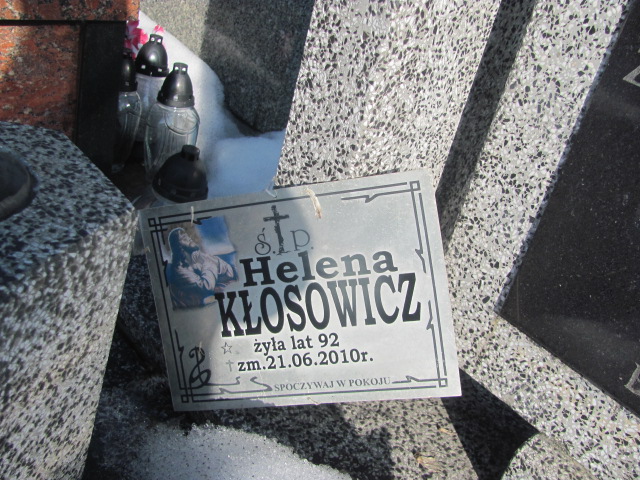 Ś.P.
Helena
KŁOSOWICZ
żyła lat 92
zm.21.06.2010r.
SPOCZYWAJ W POKOJU